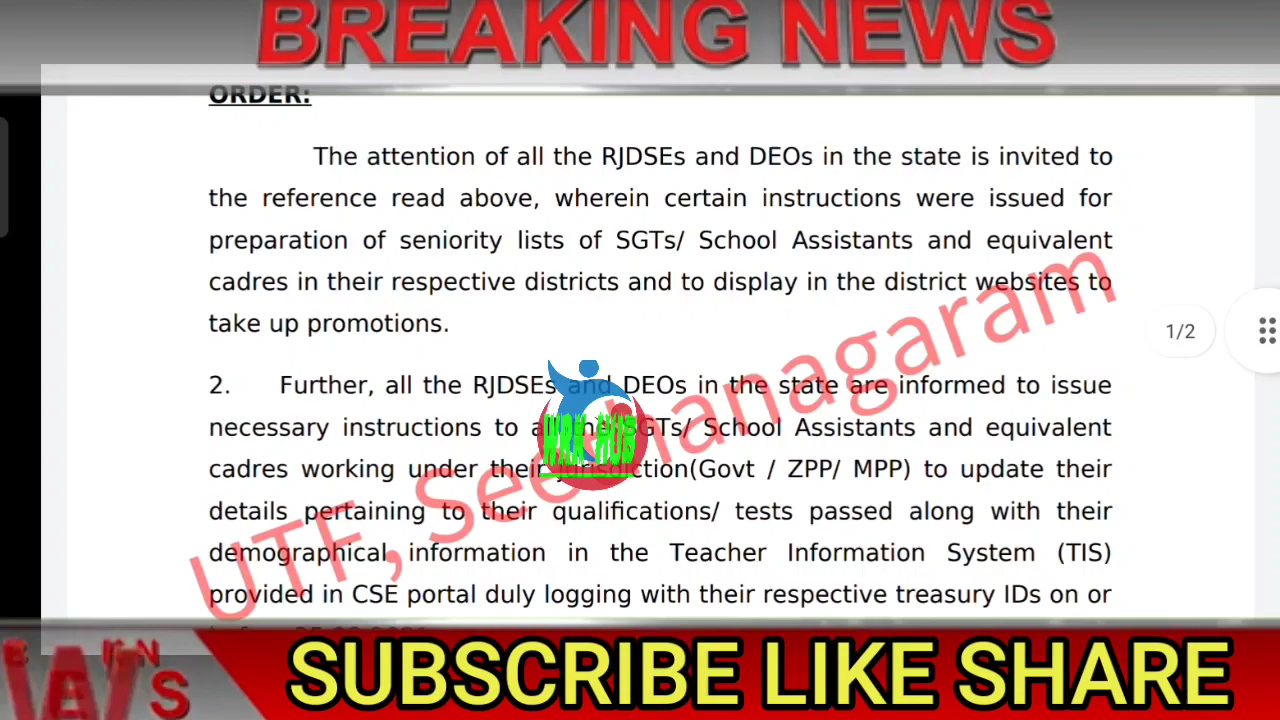 BREAKING NEWS
ORDER:
The attention of all the RJDSEs and DEOs in the state is invited to
the reference read above, wherein certain instructions were issued for
preparation of seniority lists of SGTs/ School Assistants and equivalent
cadres in their respective districts and to display in the district websites to
take up promotions.
1/2
2. Further, all the RJDSEs and DEOs in the state are informed to issue
necessary instructions to all the SGTs/ School Assistants and equivalent
cadres working under their jurisdiction(Govt / ZPP/ MPP) to update their
details pertaining to their qualifications/ tests passed along with their
demographical information in the Teacher Information System (TIS)
provided in CSE portal duly logging with their respective treasury IDs on or
UTF, Seethanagaram
WRK HUB
SUBSCRIBE LIKE SHARE